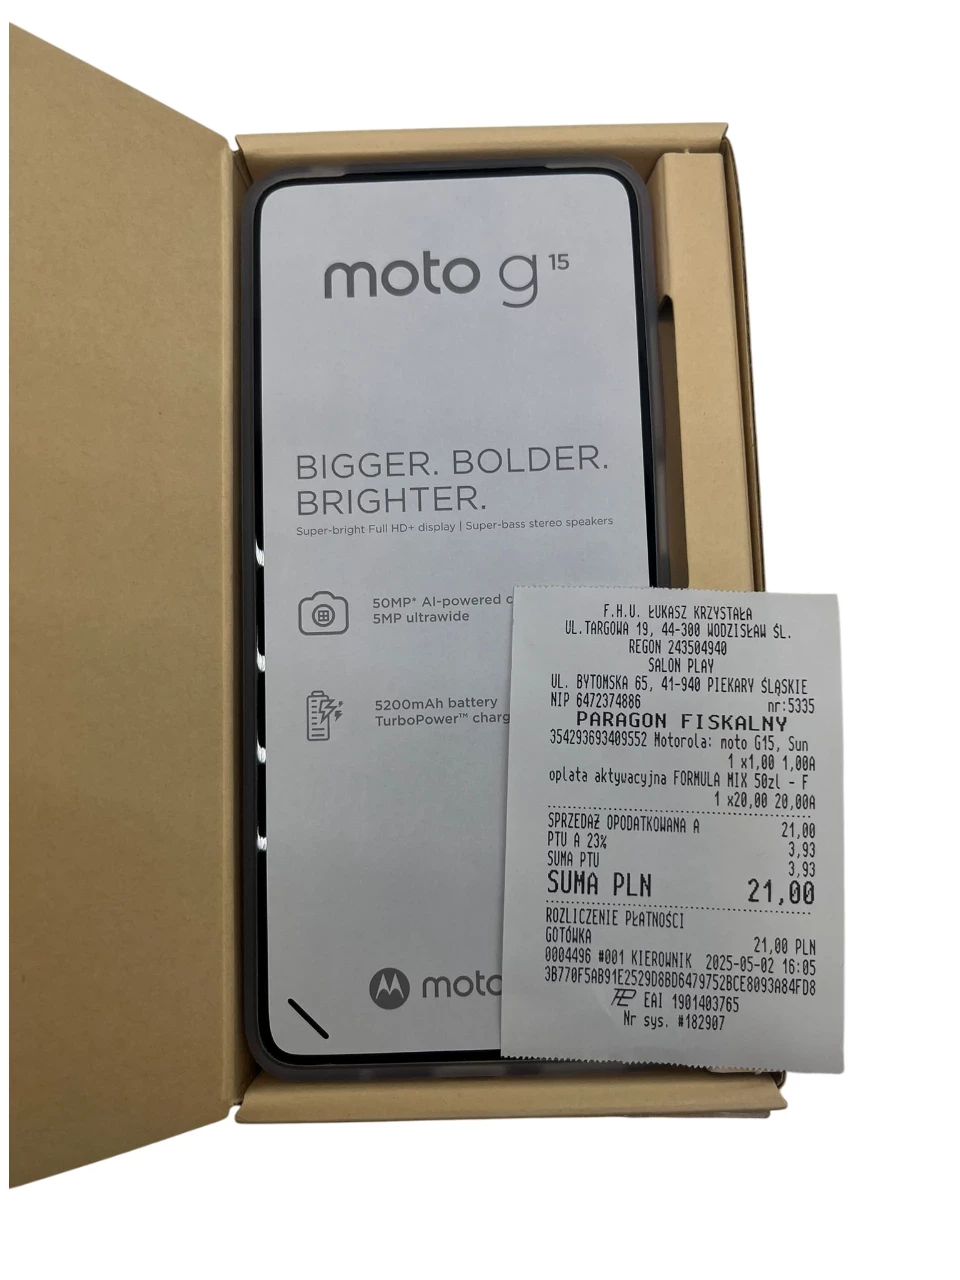 moto g 15
BIGGER. BOLDER.
BRIGHTER.
Super-bright Full HD+ display | Super-bass stereo speakers
50MP* AI-powered c
5MP ultrawide
5200mAh battery
TurboPower™ charg
moto
F.H.U. ŁUKASZ KRZYSTAŁA
UL.TARGOWA 19, 44-300 WODZISŁAW ŚL.
REGON 243504940
SALON PLAY
UL. BYTOMSKA 65, 41-940 PIEKARY ŚLĄSKIE
NIP 6472374886 nr:5335
PARAGON FISKALNY
354293693409552 Motorola: moto G15, Sun
1 x1,00 1,00A
oplata aktywacyjna FORMULA MIX 50zl - F
1 x20,00 20,00A
SPRZEDAŻ OPODATKOWANA A 21,00
PTU A 23% 3,93
SUMA PTU 3,93
SUMA PLN 21,00
ROZLICZENIE PŁATNOŚCI
GOTÓWKA 21,00 PLN
0004496 #001 KIEROWNIK 2025-05-02 16:05
3B770F5AB91E2529D8BD6479752BCE8093A84FD8
EAI 1901403765
Nr sys. #182907